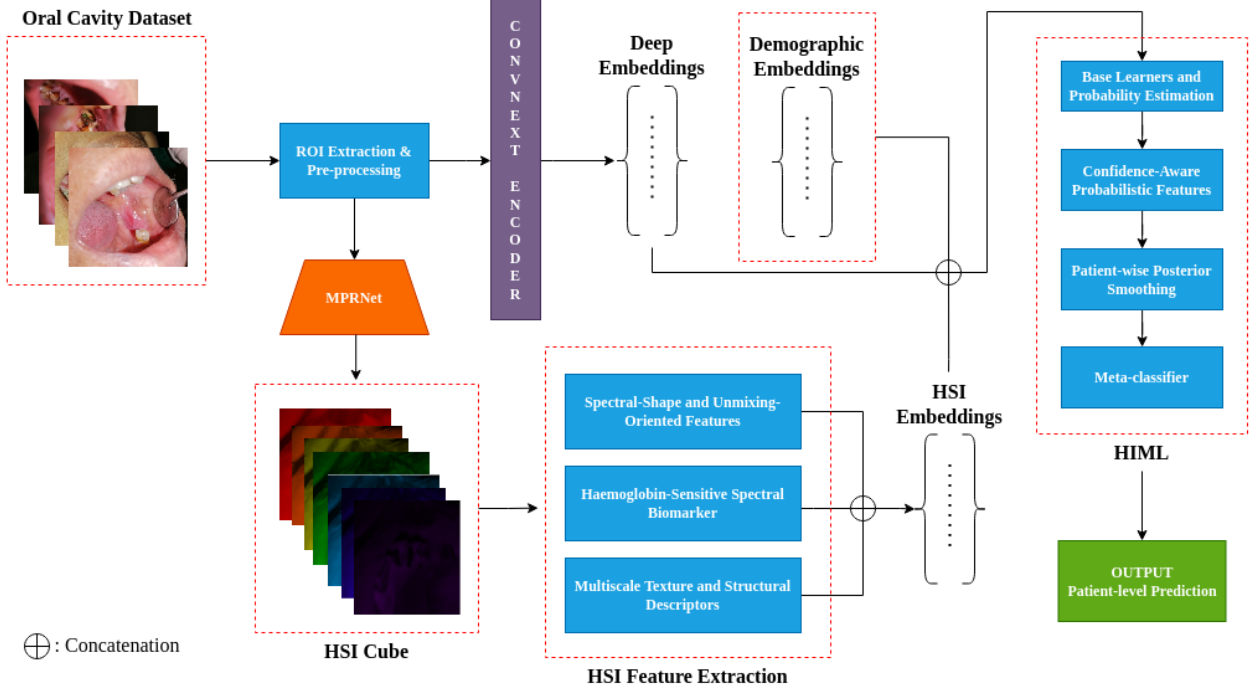 Oral Cavity Dataset
ROI Extraction &
Pre-processing
CONVNEXT ENCODER
Deep
Embeddings
Demographic
Embeddings
Base Learners and
Probability Estimation
Confidence-Aware
Probabilistic Features
Patient-wise Posterior
Smoothing
Meta-classifier
HIML
OUTPUT
Patient-level Prediction
MPRNet
HSI Cube
Spectral-Shape and Unmixing-
Oriented Features
Haemoglobin-Sensitive Spectral
Biomarker
Multiscale Texture and Structural
Descriptors
HSI Feature Extraction
HSI
Embeddings
: Concatenation